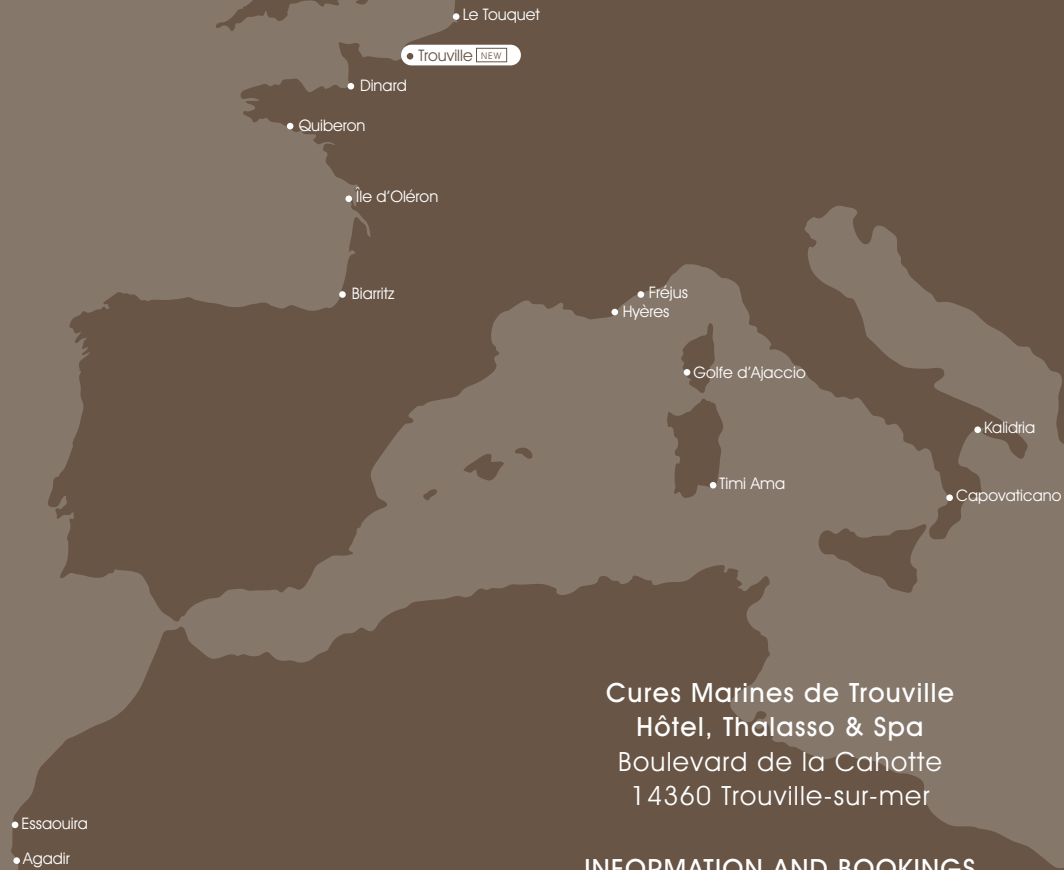 Le Touquet
Trouville NEW
Dinard
Quiberon
Île d'Oléron
Biarritz
Fréjus
Hyères
Golfe d'Ajaccio
Kalidria
Timi Ama
Capovaticano
Cures Marines de Trouville
Hôtel, Thalasso & Spa
Boulevard de la Cahotte
14360 Trouville-sur-mer
Essaouira
Agadir
INFORMATION AND BOOKINGS